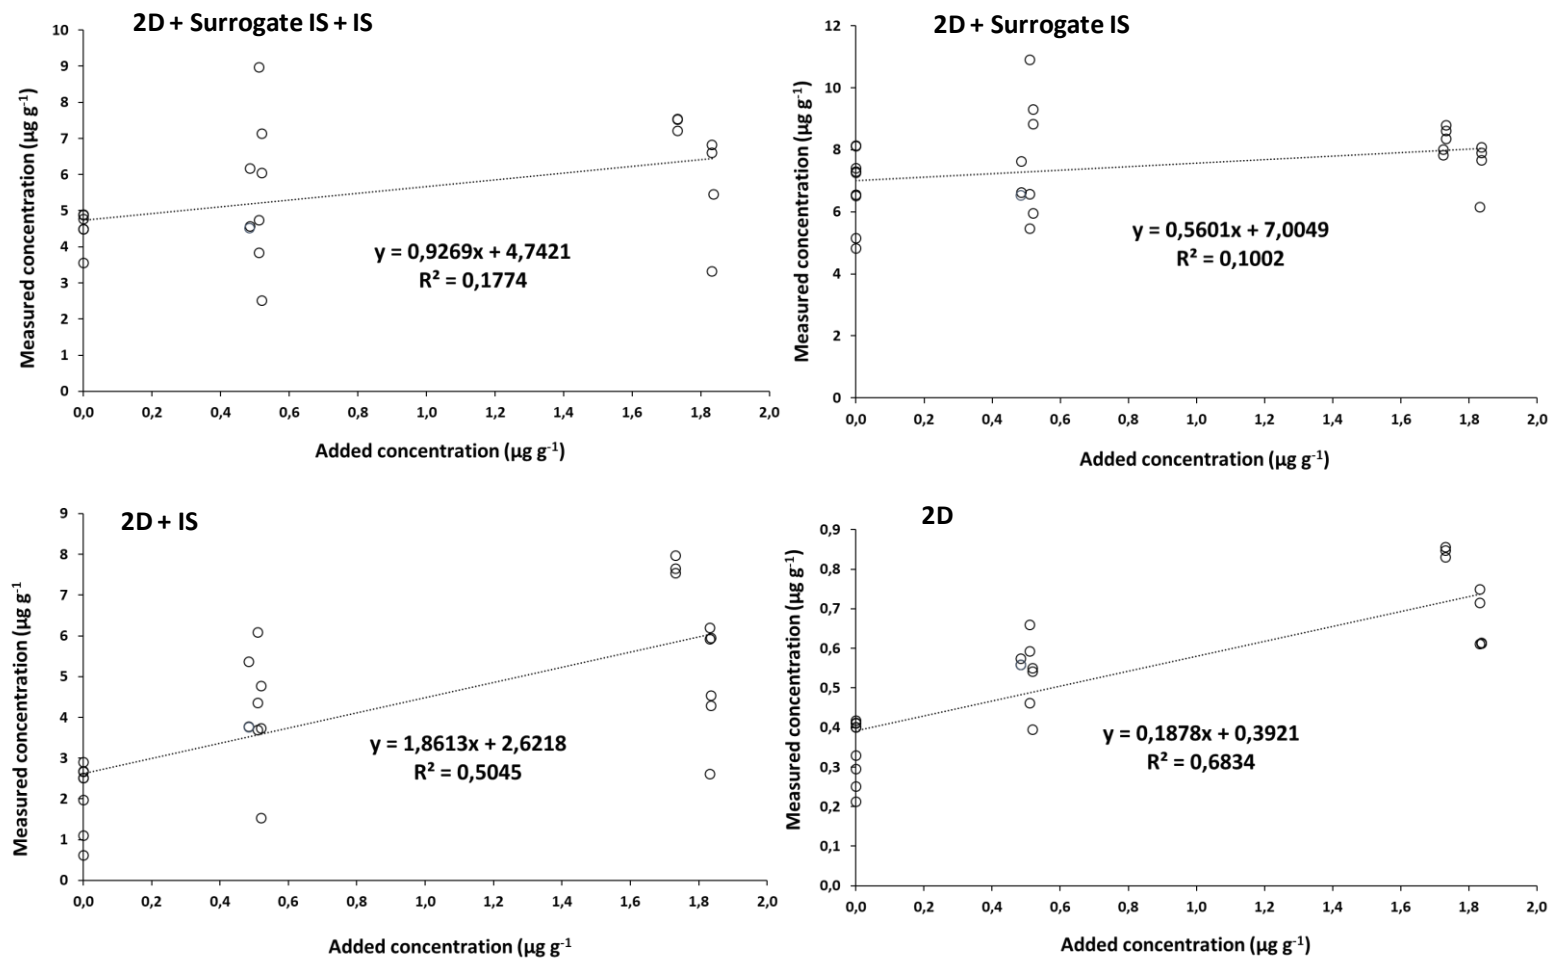 2D + Surrogate IS + IS
10
9
8
7
6
5
4
3
2
1
0
Measured concentration (µg g-1)
y = 0,9269x + 4,7421
R² = 0,1774
0,0 0,2 0,4 0,6 0,8 1,0 1,2 1,4 1,6 1,8 2,0
Added concentration (µg g-1)
2D + Surrogate IS
12
10
8
6
4
2
0
Measured concentration (µg g-1)
y = 0,5601x + 7,0049
R² = 0,1002
0,0 0,2 0,4 0,6 0,8 1,0 1,2 1,4 1,6 1,8 2,0
Added concentration (µg g-1)
2D + IS
9
8
7
6
5
4
3
2
1
0
Measured concentration (µg g-1
y = 1,8613x + 2,6218
R² = 0,5045
0,0 0,2 0,4 0,6 0,8 1,0 1,2 1,4 1,6 1,8 2,0
Added concentration (µg g-1
2D
0,9
0,8
0,7
0,6
0,5
0,4
0,3
0,2
0,1
0,0
Measured concentration (µg g-1)
y = 0,1878x + 0,3921
R² = 0,6834
0,0 0,2 0,4 0,6 0,8 1,0 1,2 1,4 1,6 1,8 2,0
Added concentration (µg g-1)